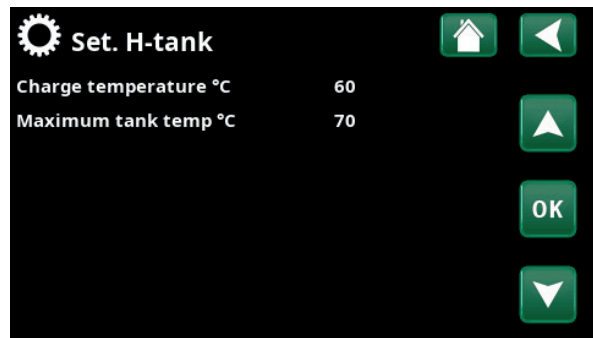 Set. H-tank
Charge temperature °C 60
Maximum tank temp °C 70
OK